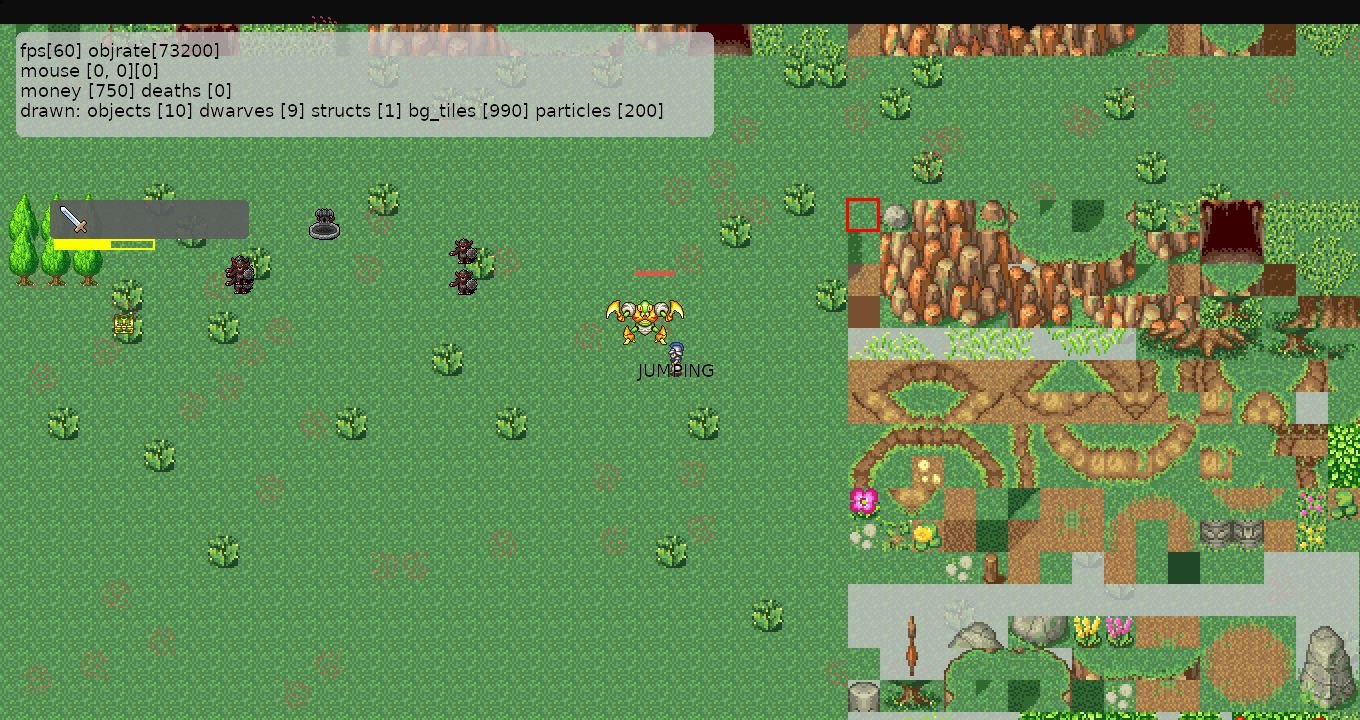 fps[60] objrate[73200]
mouse [0, 0][0]
money [750] deaths [0]
drawn: objects [10] dwarves [9] structs [1] bg_tiles [990] particles [200]
JUMPING